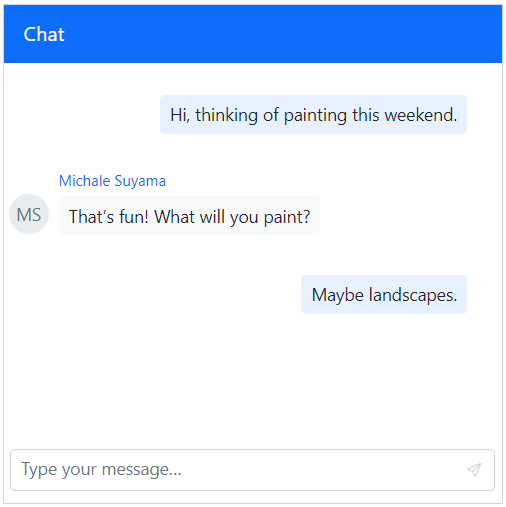 Chat
Hi, thinking of painting this weekend.
Michale Suyama
MS
That’s fun! What will you paint?
Maybe landscapes.
Type your message…